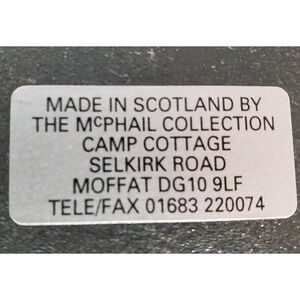 MADE IN SCOTLAND BY
THE McPHAIL COLLECTION
CAMP COTTAGE
SELKIRK ROAD
MOFFAT DG10 9LF
TELE/FAX 01683 220074